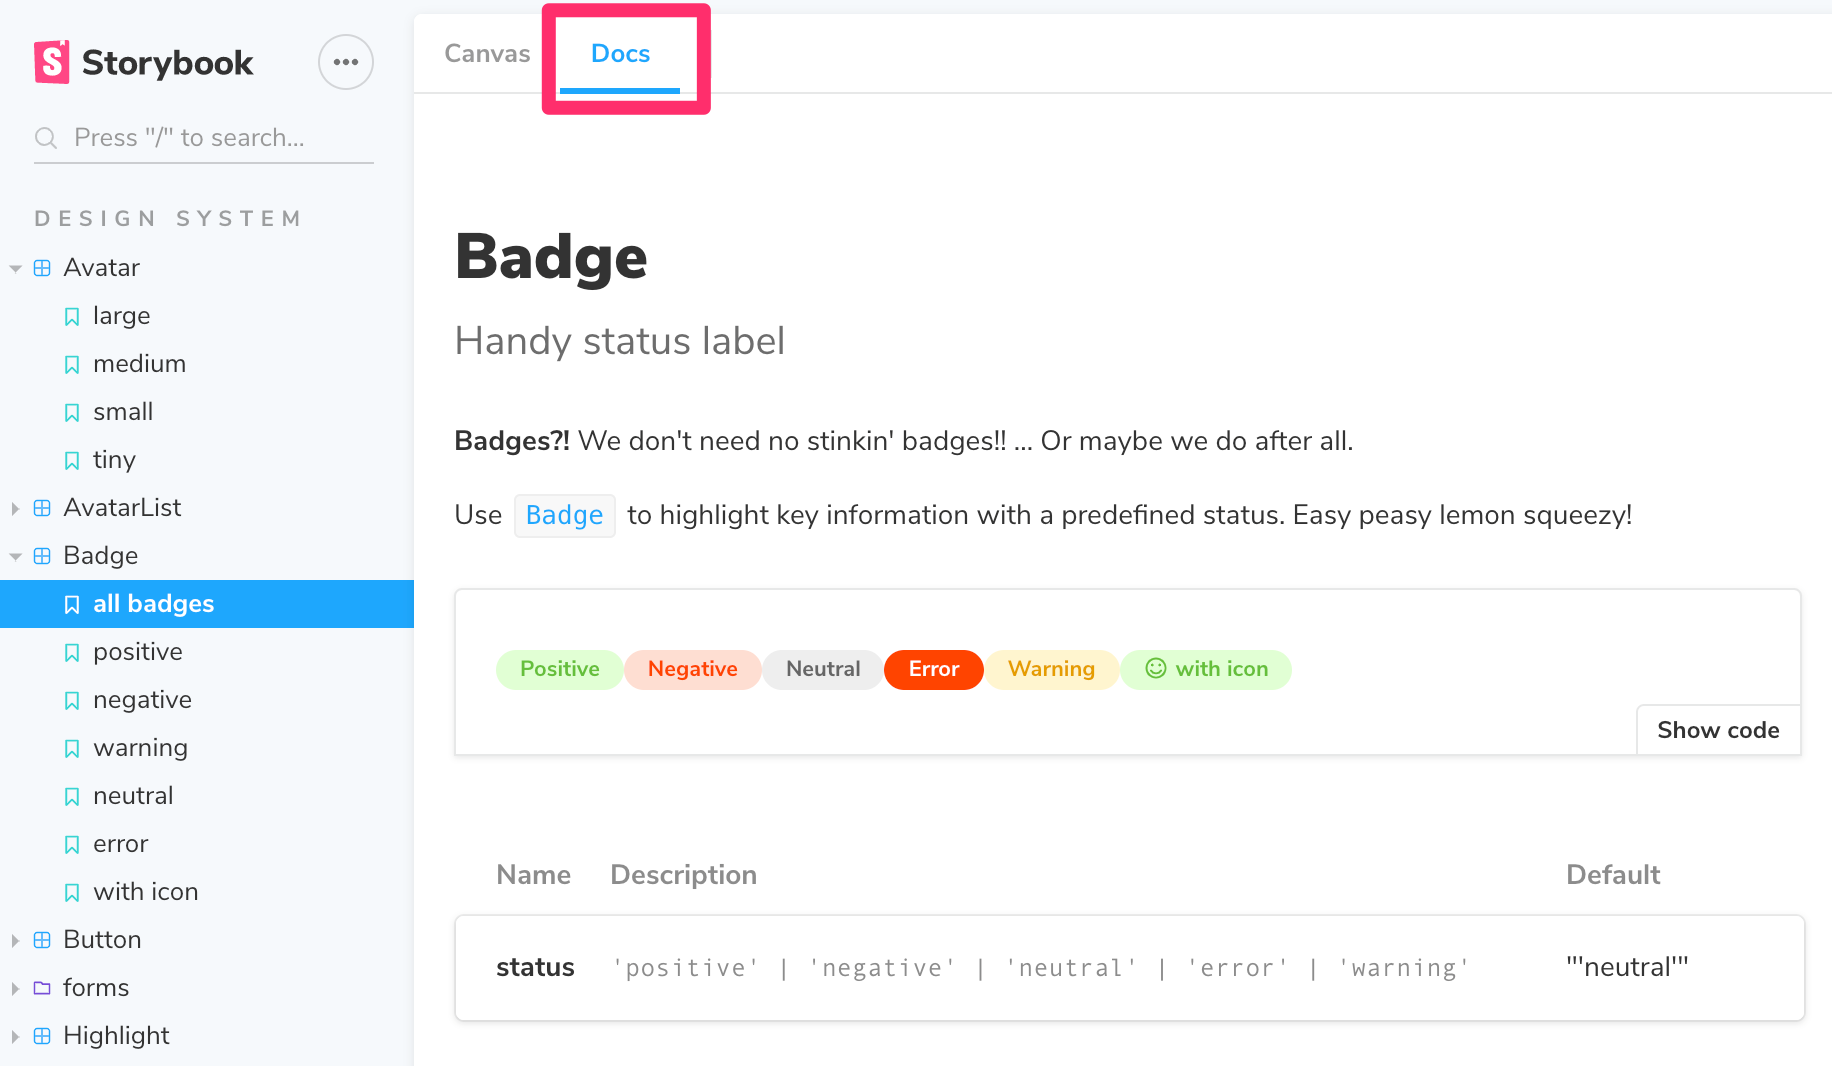 Storybook
Press "/" to search...
DESIGN SYSTEM
Avatar
large
medium
small
tiny
AvatarList
Badge
all badges
positive
negative
warning
neutral
error
with icon
Button
forms
Highlight
Canvas Docs
Badge
Handy status label
Badges?! We don't need no stinkin' badges!! ... Or maybe we do after all.
Use Badge to highlight key information with a predefined status. Easy peasy lemon squeezy!
Positive Negative Neutral Error Warning with icon
Show code
Name Description Default
status 'positive' | 'negative' | 'neutral' | 'error' | 'warning' "'neutral'"